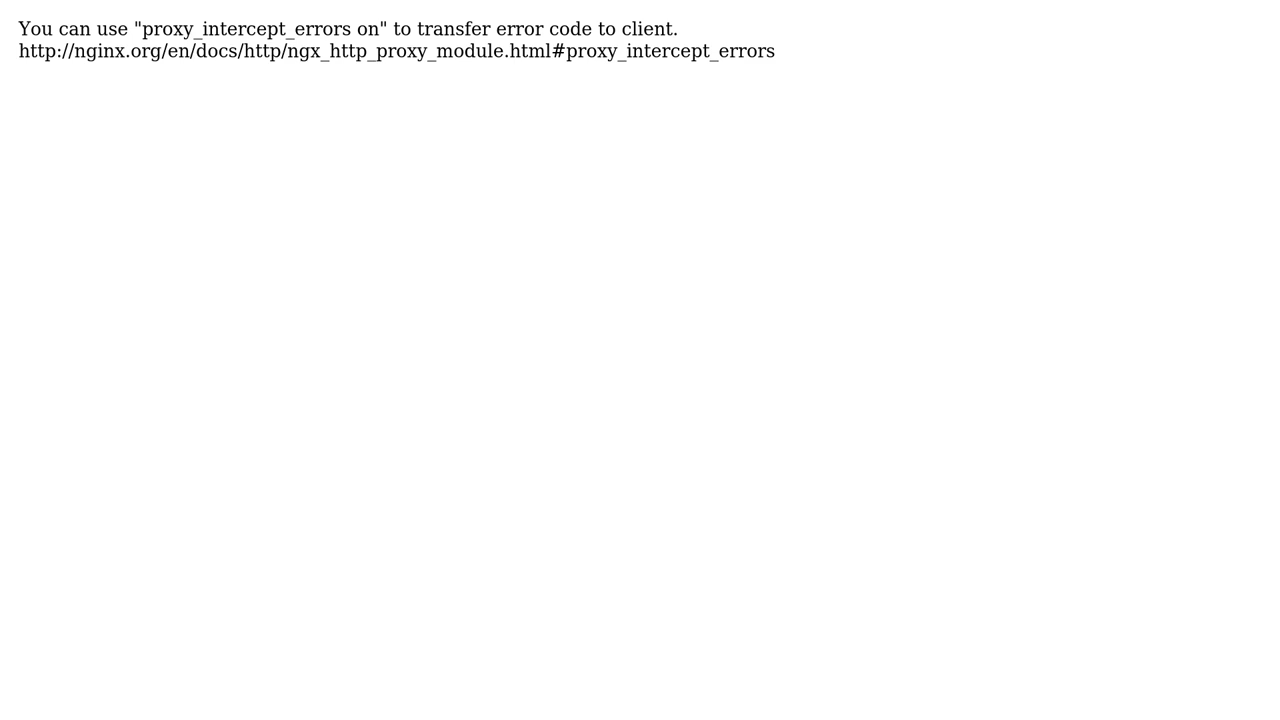 You can use "proxy_intercept_errors on" to transfer error code to client.
http://nginx.org/en/docs/http/ngx_http_proxy_module.html#proxy_intercept_errors